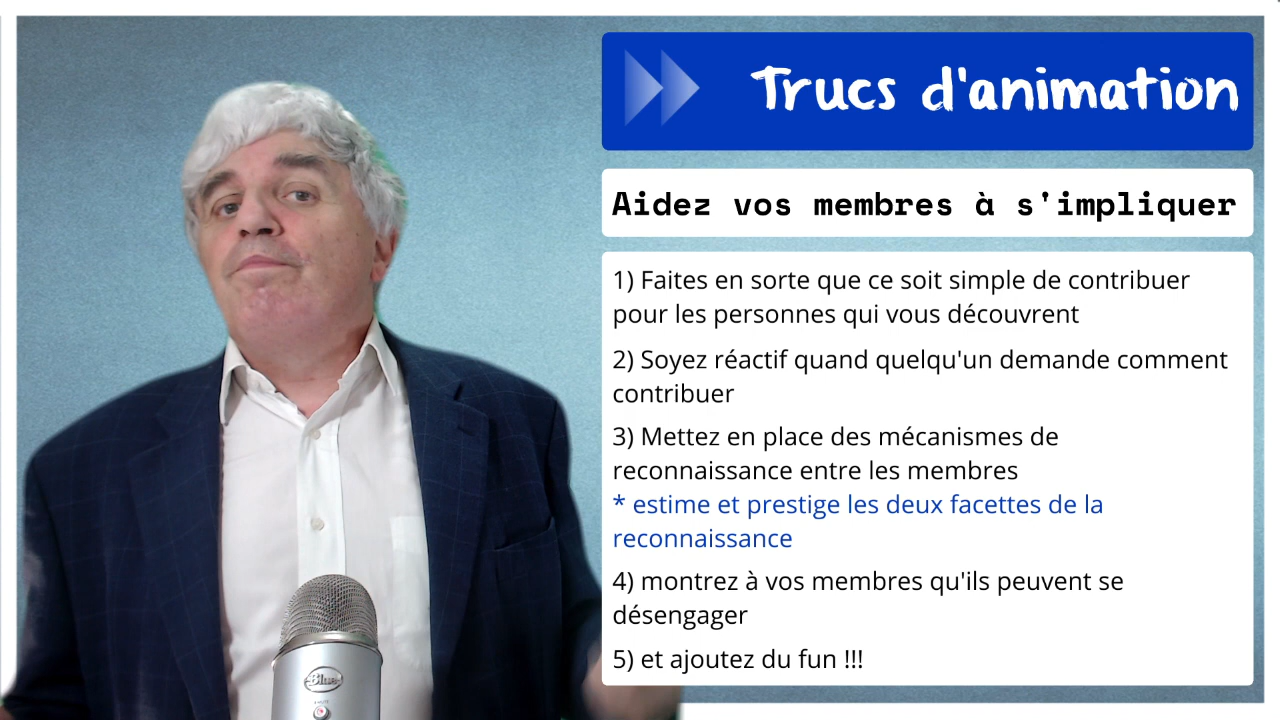 Trucs d'animation
Aidez vos membres à s'impliquer
1) Faites en sorte que ce soit simple de contribuer
pour les personnes qui vous découvrent
2) Soyez réactif quand quelqu'un demande comment
contribuer
3) Mettez en place des mécanismes de
reconnaissance entre les membres
* estime et prestige les deux facettes de la
reconnaissance
4) montrez à vos membres qu'ils peuvent se
désengager
5) et ajoutez du fun !!!
Blue